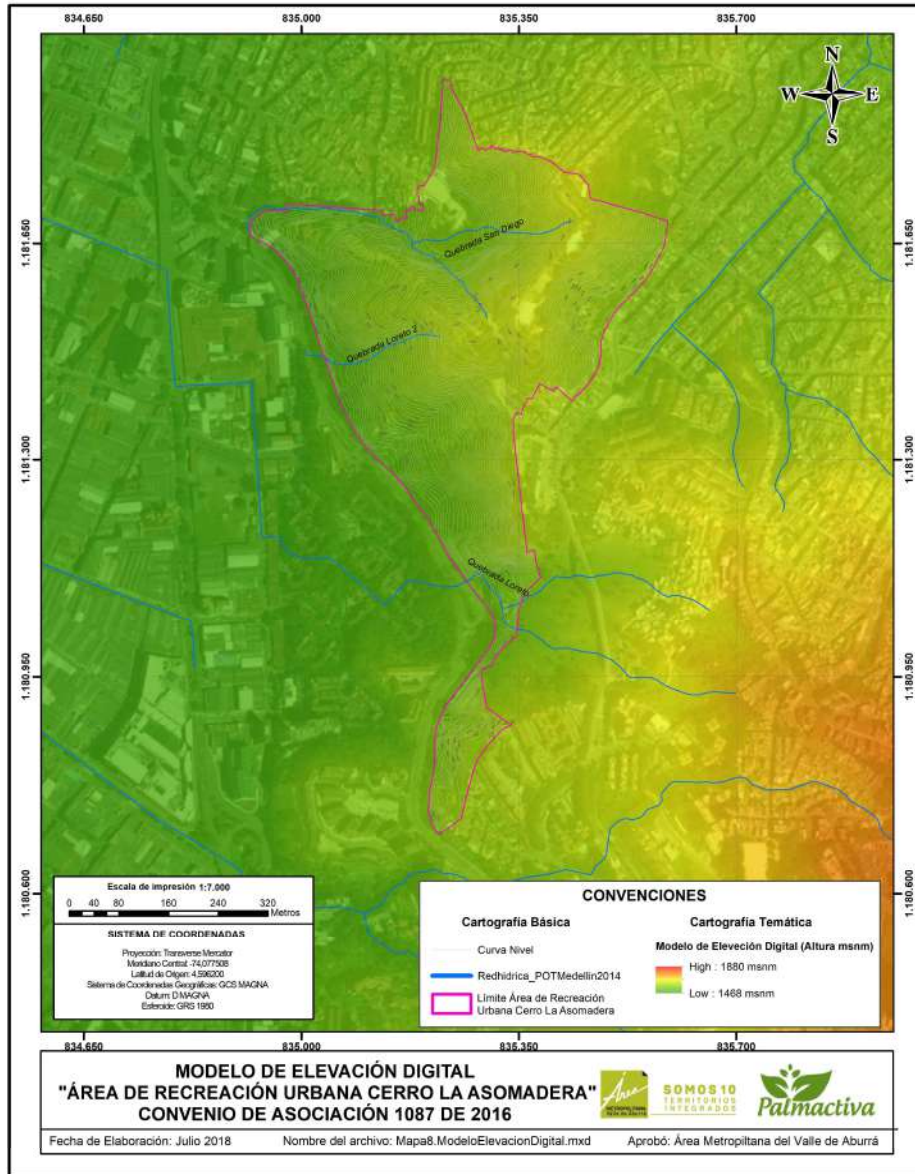 834.650 835.000 835.350 835.700
N
W E
S
1.181.650 1.181.650
Quebrada San Diego
Quebrada Loreto 2
1.181.300 1.181.300
Quebrada Loreto
1.180.950 1.180.950
1.180.600 1.180.600
Escala de impresión 1:7.000
0 40 80 160 240 320
Metros
SISTEMA DE COORDENADAS
Proyección: Transverse Mercator
Meridiano Central: -74,077508
Latitud de Origen: 4,596200
Sistema de Coordenadas Geográficas: GCS MAGNA
Datum: D MAGNA
Esferoide: GRS 1980
CONVENCIONES
Cartografía Básica
Curva Nivel
Redhidrica_POTMedellin2014
Límite Área de Recreación
Urbana Cerro La Asomadera
Cartografía Temática
Modelo de Elevección Digital (Altura msnm)
High : 1880 msnm
Low : 1468 msnm
834.650 835.000 835.350 835.700
MODELO DE ELEVACIÓN DIGITAL
"ÁREA DE RECREACIÓN URBANA CERRO LA ASOMADERA"
CONVENIO DE ASOCIACIÓN 1087 DE 2016
Área
SOMOS 10
TERRITORIOS
INTEGRADOS
Palmactiva
Fecha de Elaboración: Julio 2018 Nombre del archivo: Mapa8.ModeloElevacionDigital.mxd Aprobó: Área Metropiltana del Valle de Aburrá